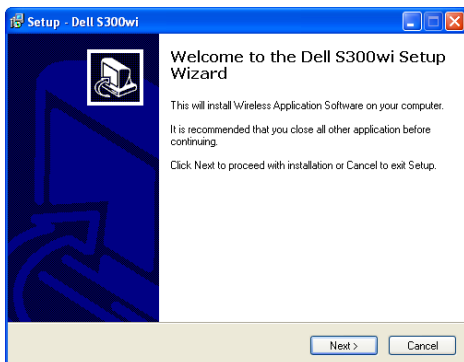 Setup - Dell S300wi
Welcome to the Dell S300wi Setup
Wizard
This will install Wireless Application Software on your computer.
It is recommended that you close all other application before
continuing.
Click Next to proceed with installation or Cancel to exit Setup.
Next >
Cancel